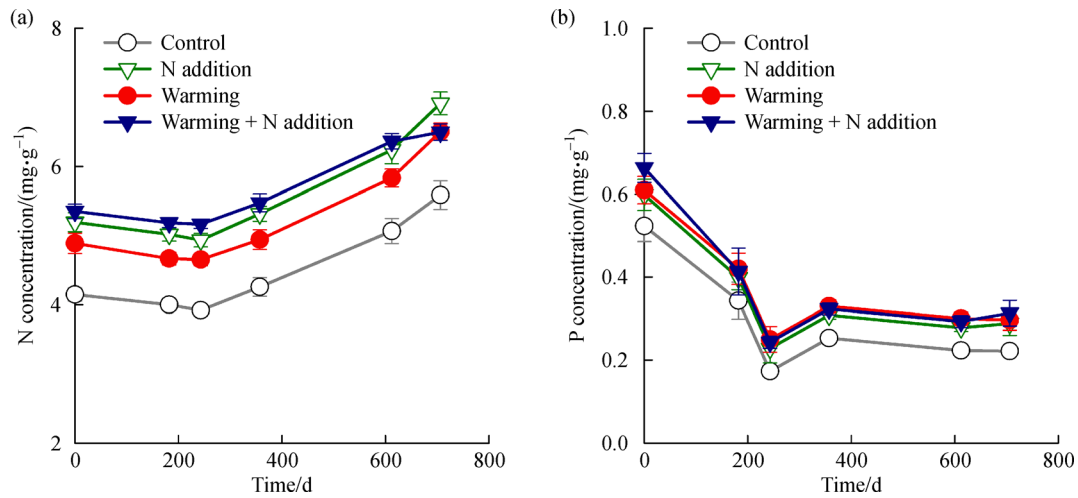 (a)
8
6
4
2
N concentration/(mg·g⁻¹)
Control
N addition
Warming
Warming + N addition
0
200
400
600
800
Time/d
(b)
1.0
0.8
0.6
0.4
0.2
0.0
P concentration/(mg·g⁻¹)
Control
N addition
Warming
Warming + N addition
0
200
400
600
800
Time/d